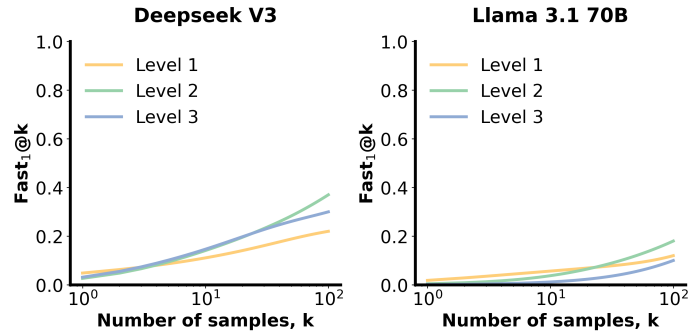 Deepseek V3
Fast₁@k
1.0
0.8
0.6
0.4
0.2
0.0
Level 1
Level 2
Level 3
10⁰
10¹
10²
Number of samples, k
Llama 3.1 70B
Fast₁@k
1.0
0.8
0.6
0.4
0.2
0.0
Level 1
Level 2
Level 3
10⁰
10¹
10²
Number of samples, k